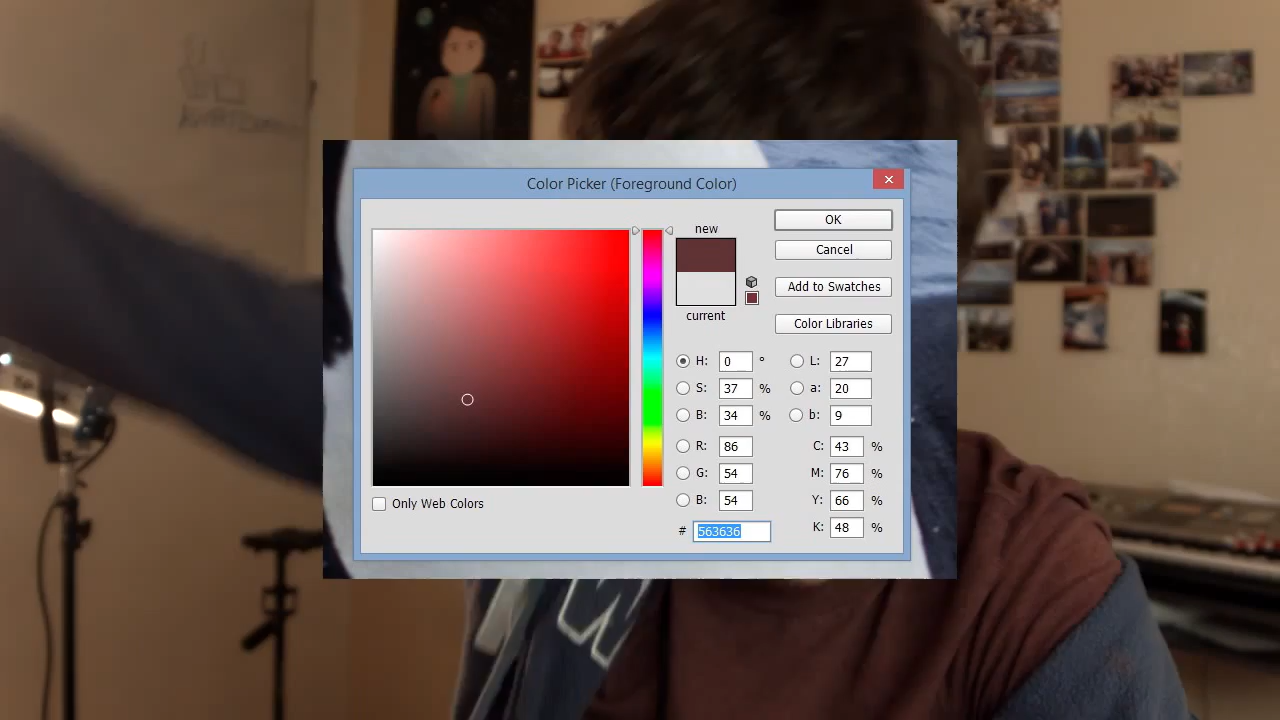 Color Picker (Foreground Color)
new
current
OK
Cancel
Add to Swatches
Color Libraries
H: 0 °
S: 37 %
B: 34 %
R: 86
G: 54
B: 54
# 563636
L: 27
a: 20
b: 9
C: 43 %
M: 76 %
Y: 66 %
K: 48 %
Only Web Colors